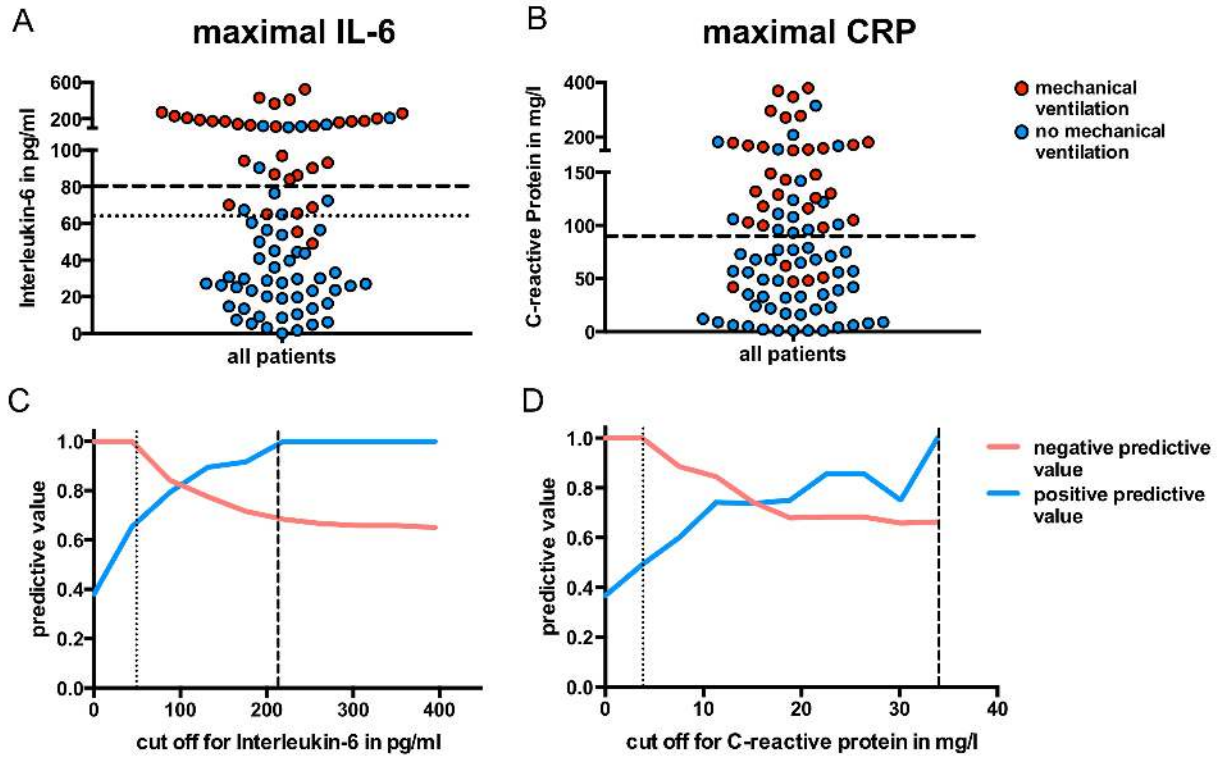 A
maximal IL-6
Interleukin-6 in pg/ml
600
200
100
80
60
40
20
0
all patients
B
maximal CRP
C-reactive Protein in mg/l
400
200
150
100
50
0
all patients
mechanical
ventilation
no mechanical
ventilation
C
predictive value
1.0
0.8
0.6
0.4
0.2
0.0
0
100
200
300
400
cut off for Interleukin-6 in pg/ml
D
predictive value
1.0
0.8
0.6
0.4
0.2
0.0
0
10
20
30
40
cut off for C-reactive protein in mg/l
negative predictive
value
positive predictive
value